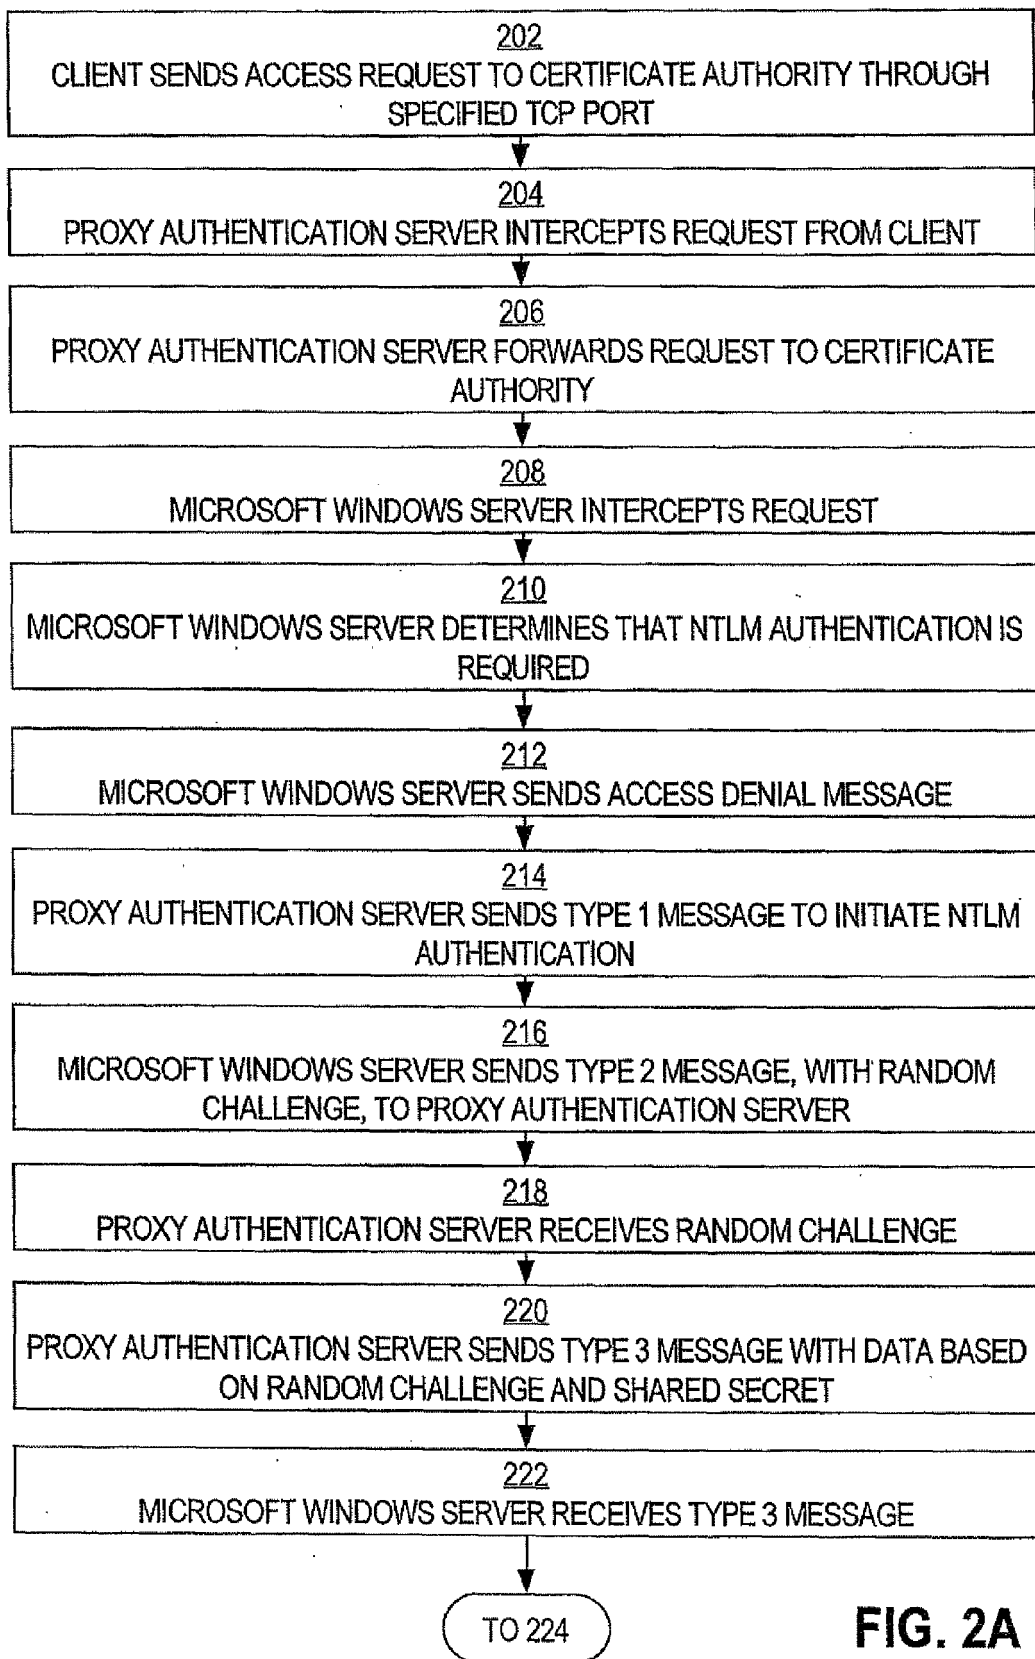 202
CLIENT SENDS ACCESS REQUEST TO CERTIFICATE AUTHORITY THROUGH
SPECIFIED TCP PORT
204
PROXY AUTHENTICATION SERVER INTERCEPTS REQUEST FROM CLIENT
206
PROXY AUTHENTICATION SERVER FORWARDS REQUEST TO CERTIFICATE
AUTHORITY
208
MICROSOFT WINDOWS SERVER INTERCEPTS REQUEST
210
MICROSOFT WINDOWS SERVER DETERMINES THAT NTLM AUTHENTICATION IS
REQUIRED
212
MICROSOFT WINDOWS SERVER SENDS ACCESS DENIAL MESSAGE
214
PROXY AUTHENTICATION SERVER SENDS TYPE 1 MESSAGE TO INITIATE NTLM
AUTHENTICATION
216
MICROSOFT WINDOWS SERVER SENDS TYPE 2 MESSAGE, WITH RANDOM
CHALLENGE, TO PROXY AUTHENTICATION SERVER
218
PROXY AUTHENTICATION SERVER RECEIVES RANDOM CHALLENGE
220
PROXY AUTHENTICATION SERVER SENDS TYPE 3 MESSAGE WITH DATA BASED
ON RANDOM CHALLENGE AND SHARED SECRET
222
MICROSOFT WINDOWS SERVER RECEIVES TYPE 3 MESSAGE
TO 224
FIG. 2A